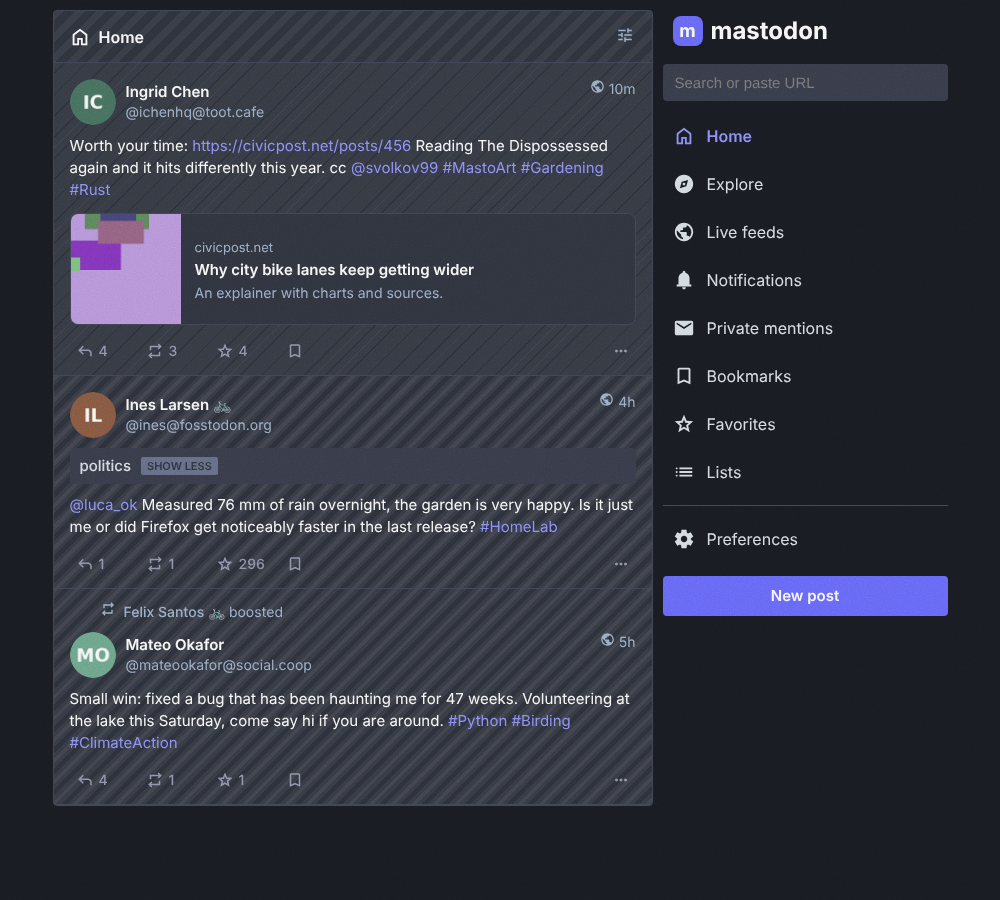 Home
Ingrid Chen
@ichenhq@toot.cafe
10m
Worth your time: https://civicpost.net/posts/456 Reading The Dispossessed
again and it hits differently this year. cc @svolkov99 #MastoArt #Gardening
#Rust
IC
civicpost.net
Why city bike lanes keep getting wider
An explainer with charts and sources.
4 3 4
IL
Ines Larsen 🚲
@ines@fosstodon.org
4h
politics SHOW LESS
@luca_ok Measured 76 mm of rain overnight, the garden is very happy. Is it just
me or did Firefox get noticeably faster in the last release? #HomeLab
1 1 296
Felix Santos 🚲 boosted
MO
Mateo Okafor
@mateookafor@social.coop
5h
Small win: fixed a bug that has been haunting me for 47 weeks. Volunteering at
the lake this Saturday, come say hi if you are around. #Python #Birding
#ClimateAction
4 1 1
m mastodon
Search or paste URL
Home
Explore
Live feeds
Notifications
Private mentions
Bookmarks
Favorites
Lists
Preferences
New post